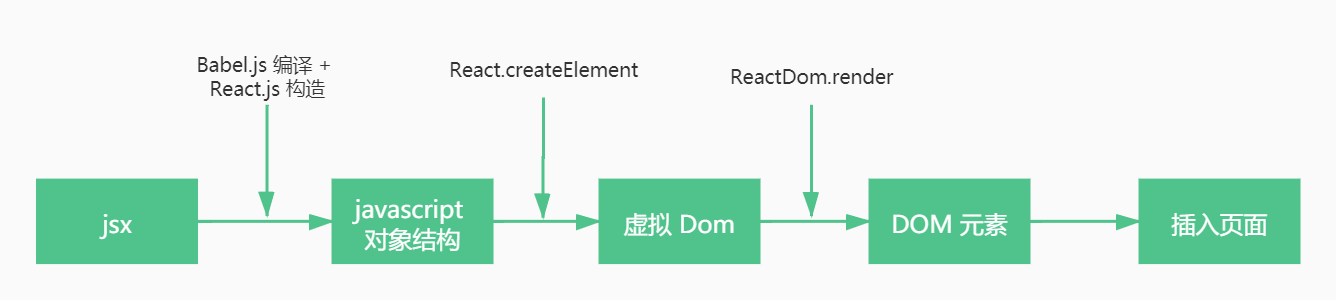 Babel.js 编译 +
React.js 构造
React.createElement
ReactDom.render
jsx
javascript
对象结构
虚拟 Dom
DOM 元素
插入页面